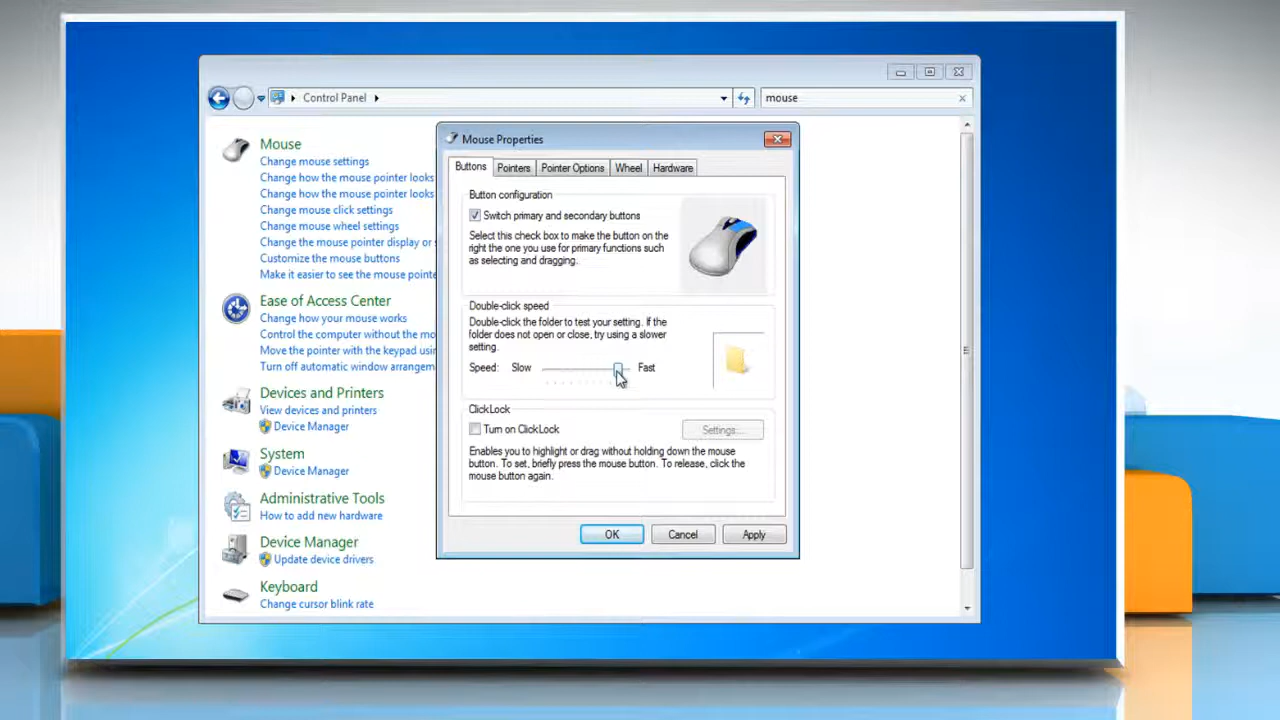 Control Panel
mouse
Mouse
Change mouse settings
Change how the mouse pointer looks
Change how the mouse pointer looks
Change mouse click settings
Change mouse wheel settings
Change the mouse pointer display or
Customize the mouse buttons
Make it easier to see the mouse pointe
Ease of Access Center
Change how your mouse works
Control the computer without the mo
Move the pointer with the keypad usin
Turn off automatic window arrangem
Devices and Printers
View devices and printers
Device Manager
System
Device Manager
Administrative Tools
How to add new hardware
Device Manager
Update device drivers
Keyboard
Change cursor blink rate
Mouse Properties
Buttons Pointers Pointer Options Wheel Hardware
Button configuration
Switch primary and secondary buttons
Select this check box to make the button on the
right the one you use for primary functions such
as selecting and dragging.
Double-click speed
Double-click the folder to test your setting. If the
folder does not open or close, try using a slower
setting.
Speed: Slow Fast
ClickLock
Turn on ClickLock Settings...
Enables you to highlight or drag without holding down the mouse
button. To set, briefly press the mouse button. To release, click the
mouse button again.
OK Cancel Apply